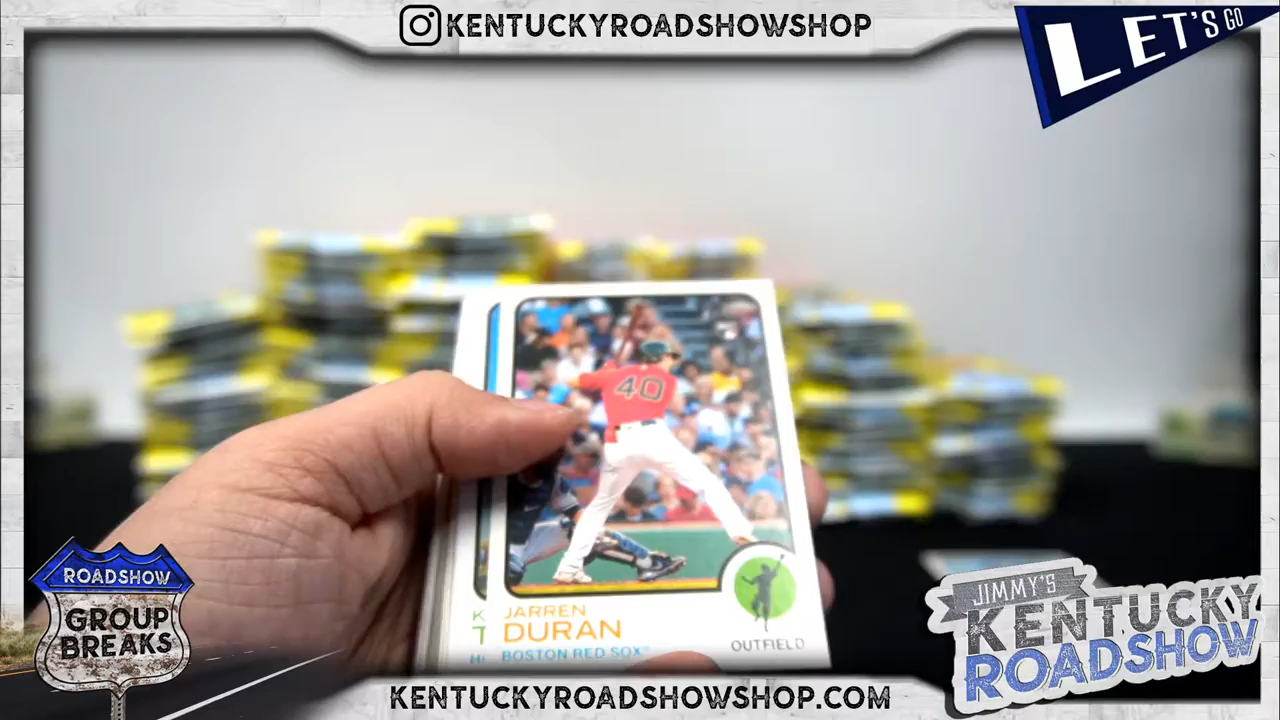 KENTUCKYROADSHOWSHOP
LET'S GO
40
K
T
JARREN
DURAN
BOSTON RED SOX
OUTFIELD
ROADSHOW
GROUP
BREAKS
JIMMY'S
KENTUCKY
ROADSHOW
KENTUCKYROADSHOWSHOP.COM